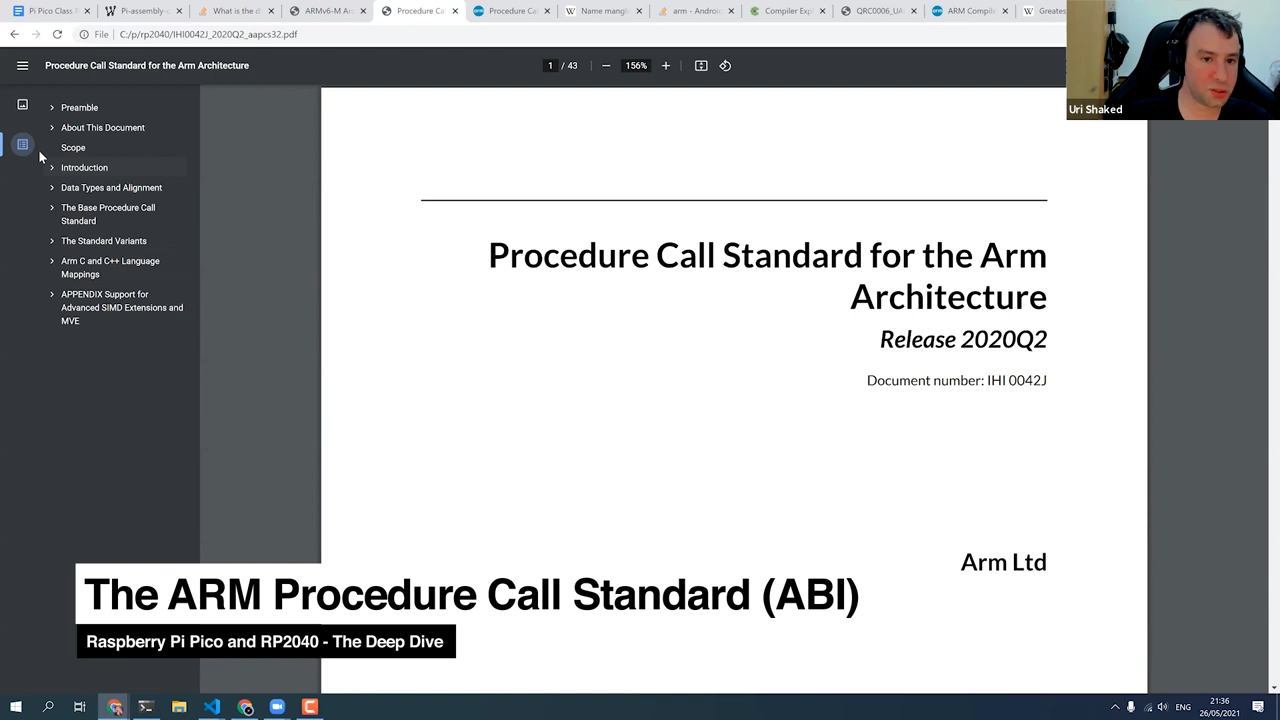 Pi Pico Class F
Pi-assembly-
What is the d
ARMv6-M A
Procedure Cal
Procedure Cal
Name mangl
arm - Androi
Compiler Exp
QRC0006_UA
ARM Compile
Greates
File
C:/p/rp2040/IHI0042J_2020Q2_aapcs32.pdf
Procedure Call Standard for the Arm Architecture
1 / 43
156%
Preamble
About This Document
Scope
Introduction
Data Types and Alignment
The Base Procedure Call
Standard
The Standard Variants
Arm C and C++ Language
Mappings
APPENDIX Support for
Advanced SIMD Extensions and
MVE
Uri Shaked
Procedure Call Standard for the Arm
Architecture
Release 2020Q2
Document number: IHI 0042J
Arm Ltd
The ARM Procedure Call Standard (ABI)
Raspberry Pi Pico and RP2040 - The Deep Dive
ENG
21:36
26/05/2021